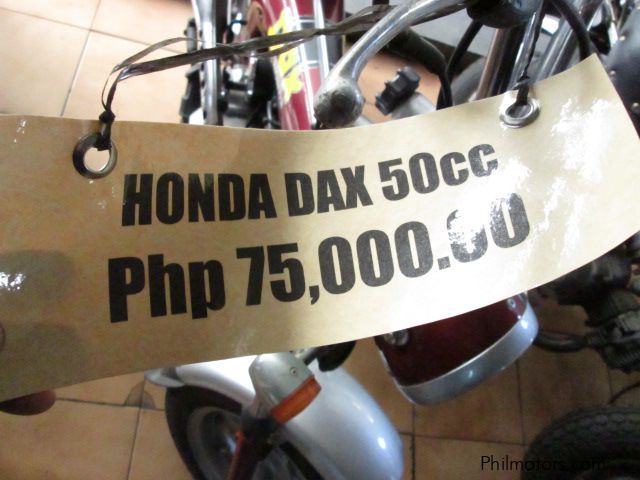 HONDA DAX 50cc
Php 75,000.00
Philmotors.com